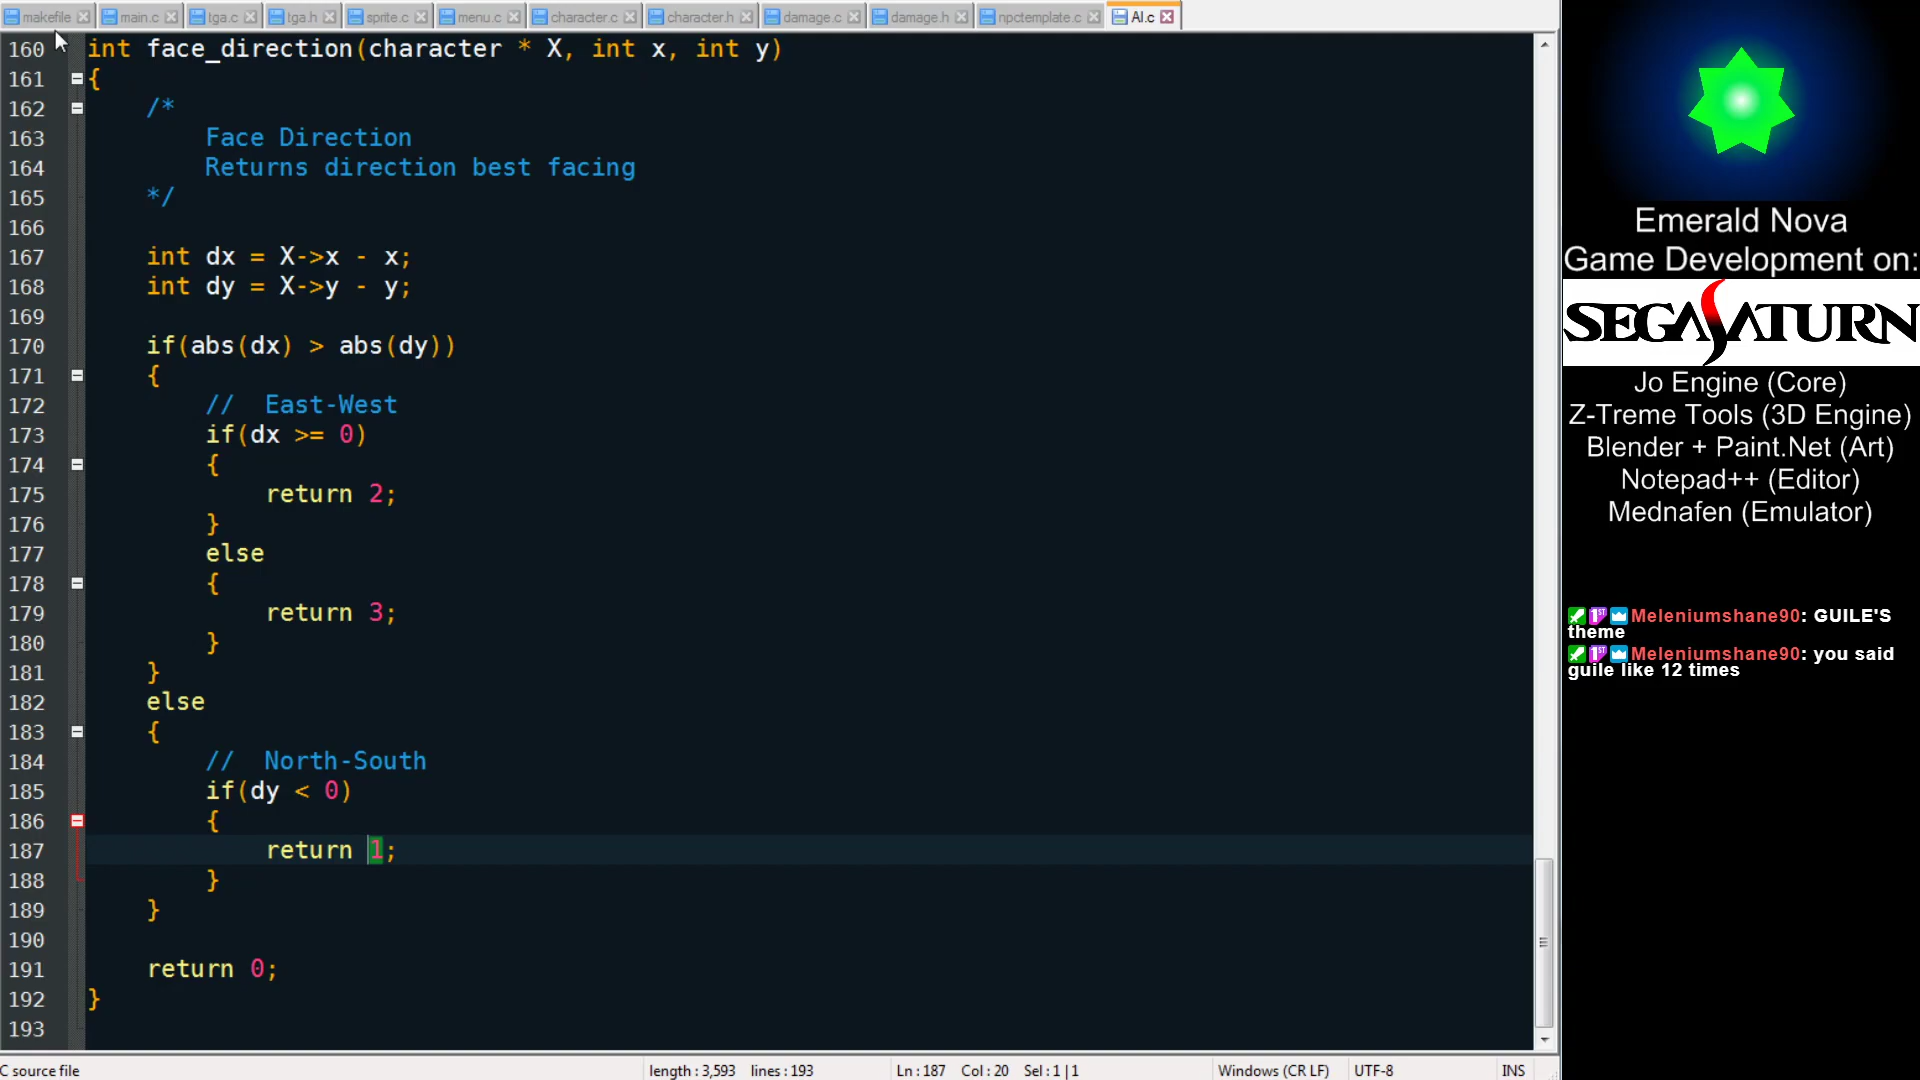 makefile main.c tga.c tga.h sprite.c menu.c character.c character.h damage.c damage.h npctemplate.c AI.c
160 int face_direction(character * X, int x, int y)
161 {
162 /*
163 Face Direction
164 Returns direction best facing
165 */
166
167 int dx = X->x - x;
168 int dy = X->y - y;
169
170 if(abs(dx) > abs(dy))
171 {
172 // East-West
173 if(dx >= 0)
174 {
175 return 2;
176 }
177 else
178 {
179 return 3;
180 }
181 }
182 else
183 {
184 // North-South
185 if(dy < 0)
186 {
187 return 1;
188 }
189 }
190
191 return 0;
192 }
193
C source file length : 3,593 lines : 193 Ln : 187 Col : 20 Sel : 1 | 1 Windows (CR LF) UTF-8 INS
Emerald Nova
Game Development on:
SEGA SATURN
Jo Engine (Core)
Z-Treme Tools (3D Engine)
Blender + Paint.Net (Art)
Notepad++ (Editor)
Mednafen (Emulator)
1ST Meleniumshane90: GUILE'S
theme
1ST Meleniumshane90: you said
guile like 12 times